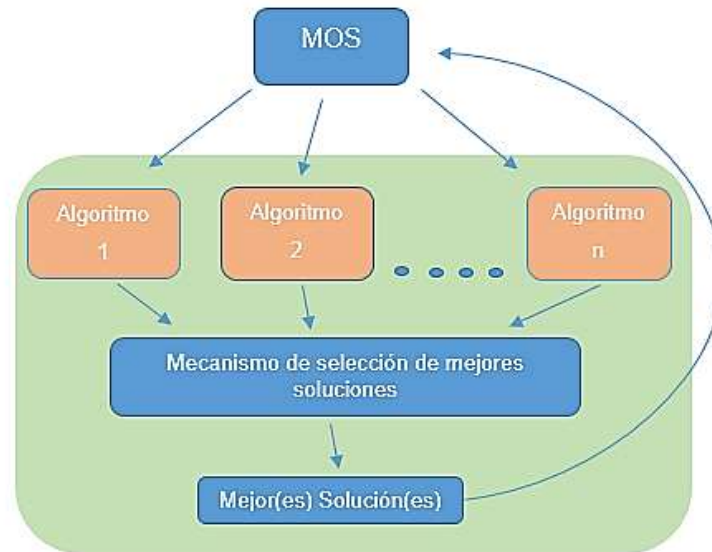 MOS
Algoritmo
1
Algoritmo
2
Algoritmo
n
Mecanismo de selección de mejores
soluciones
Mejor(es) Solución(es)